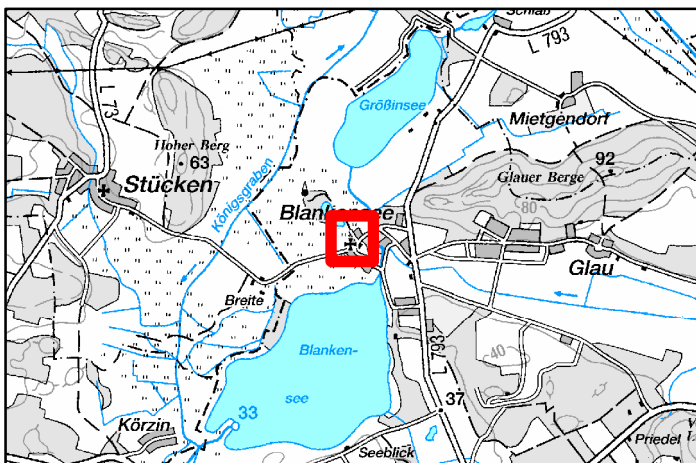 Schlaß
L 793
L 73
Größinsee
Mietgendorf
Hoher Berg
63
Stücken
Königsgraben
92
Glauer Berge
80
Blankensee
Glau
Breite
Blanken-
see
L 793
40
33
37
Körzin
Seeblick
Priedel